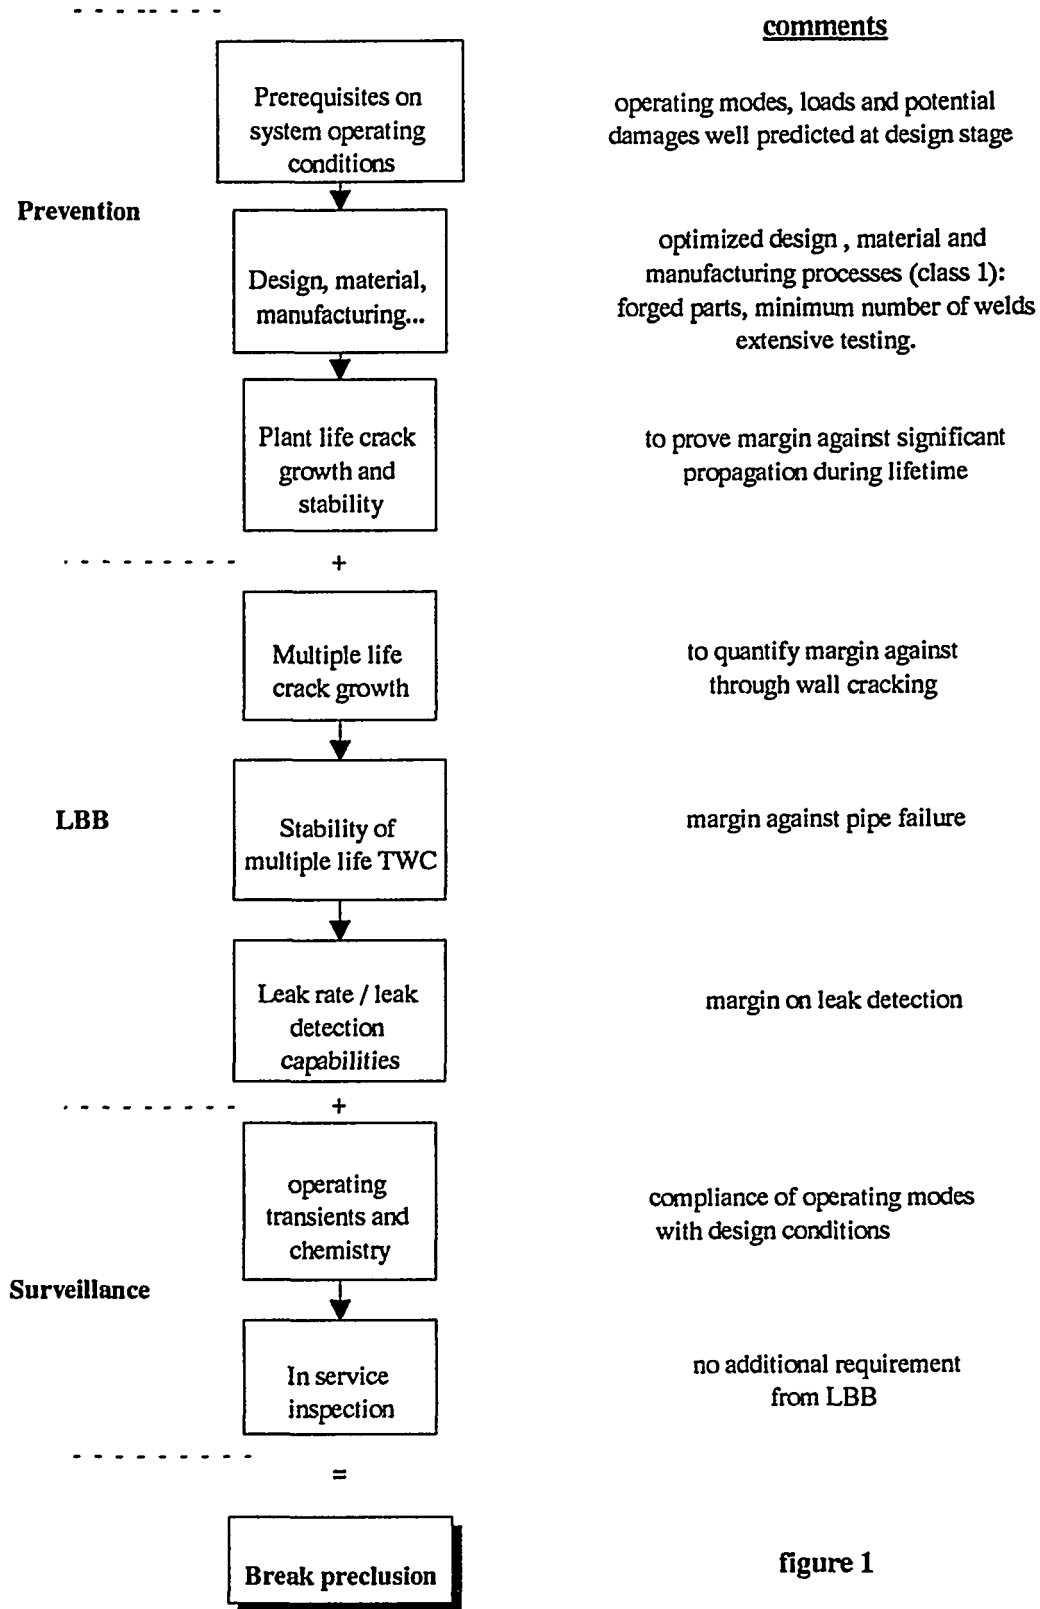 comments
Prerequisites on
system operating
conditions
operating modes, loads and potential
damages well predicted at design stage
Prevention
Design, material,
manufacturing...
optimized design , material and
manufacturing processes (class 1):
forged parts, minimum number of welds
extensive testing.
Plant life crack
growth and
stability
to prove margin against significant
propagation during lifetime
+
Multiple life
crack growth
to quantify margin against
through wall cracking
LBB
Stability of
multiple life TWC
margin against pipe failure
Leak rate / leak
detection
capabilities
margin on leak detection
+
operating
transients and
chemistry
compliance of operating modes
with design conditions
Surveillance
In service
inspection
no additional requirement
from LBB
=
Break preclusion
figure 1